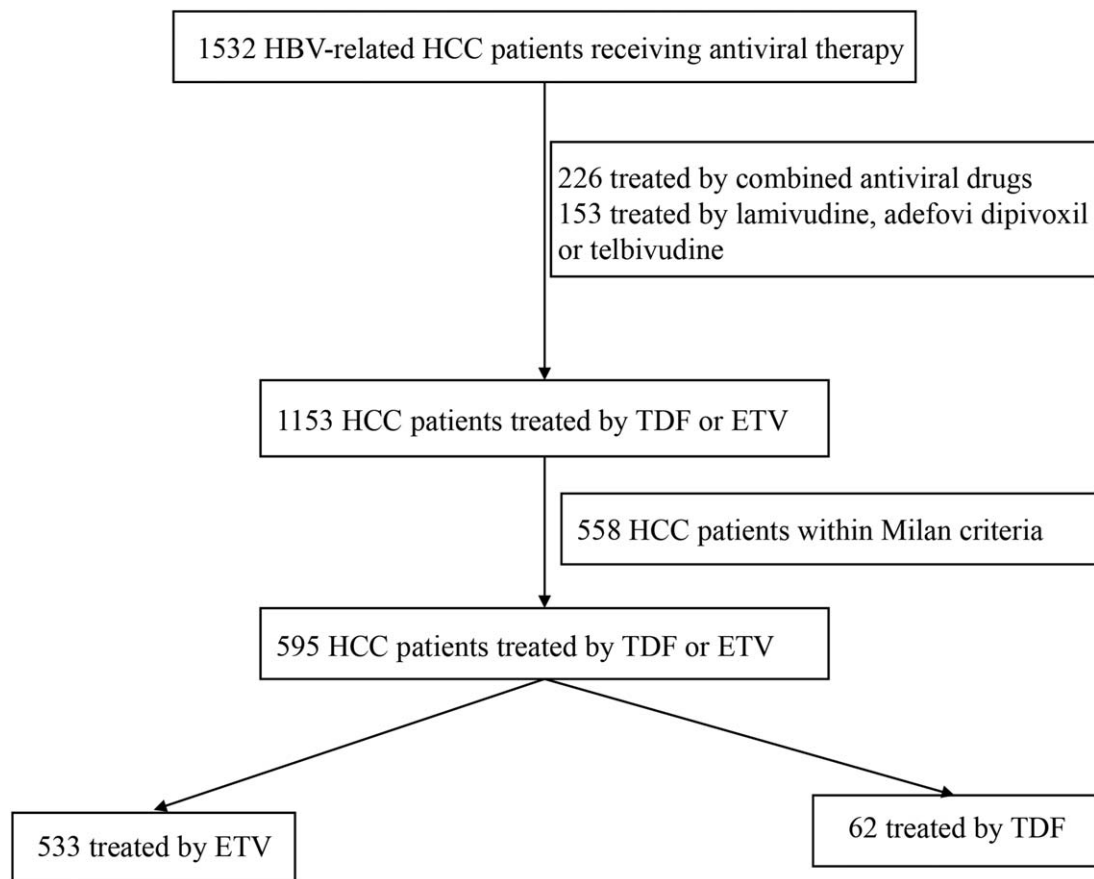 1532 HBV-related HCC patients receiving antiviral therapy
226 treated by combined antiviral drugs
153 treated by lamivudine, adefovi dipivoxil
or telbivudine
1153 HCC patients treated by TDF or ETV
558 HCC patients within Milan criteria
595 HCC patients treated by TDF or ETV
533 treated by ETV
62 treated by TDF